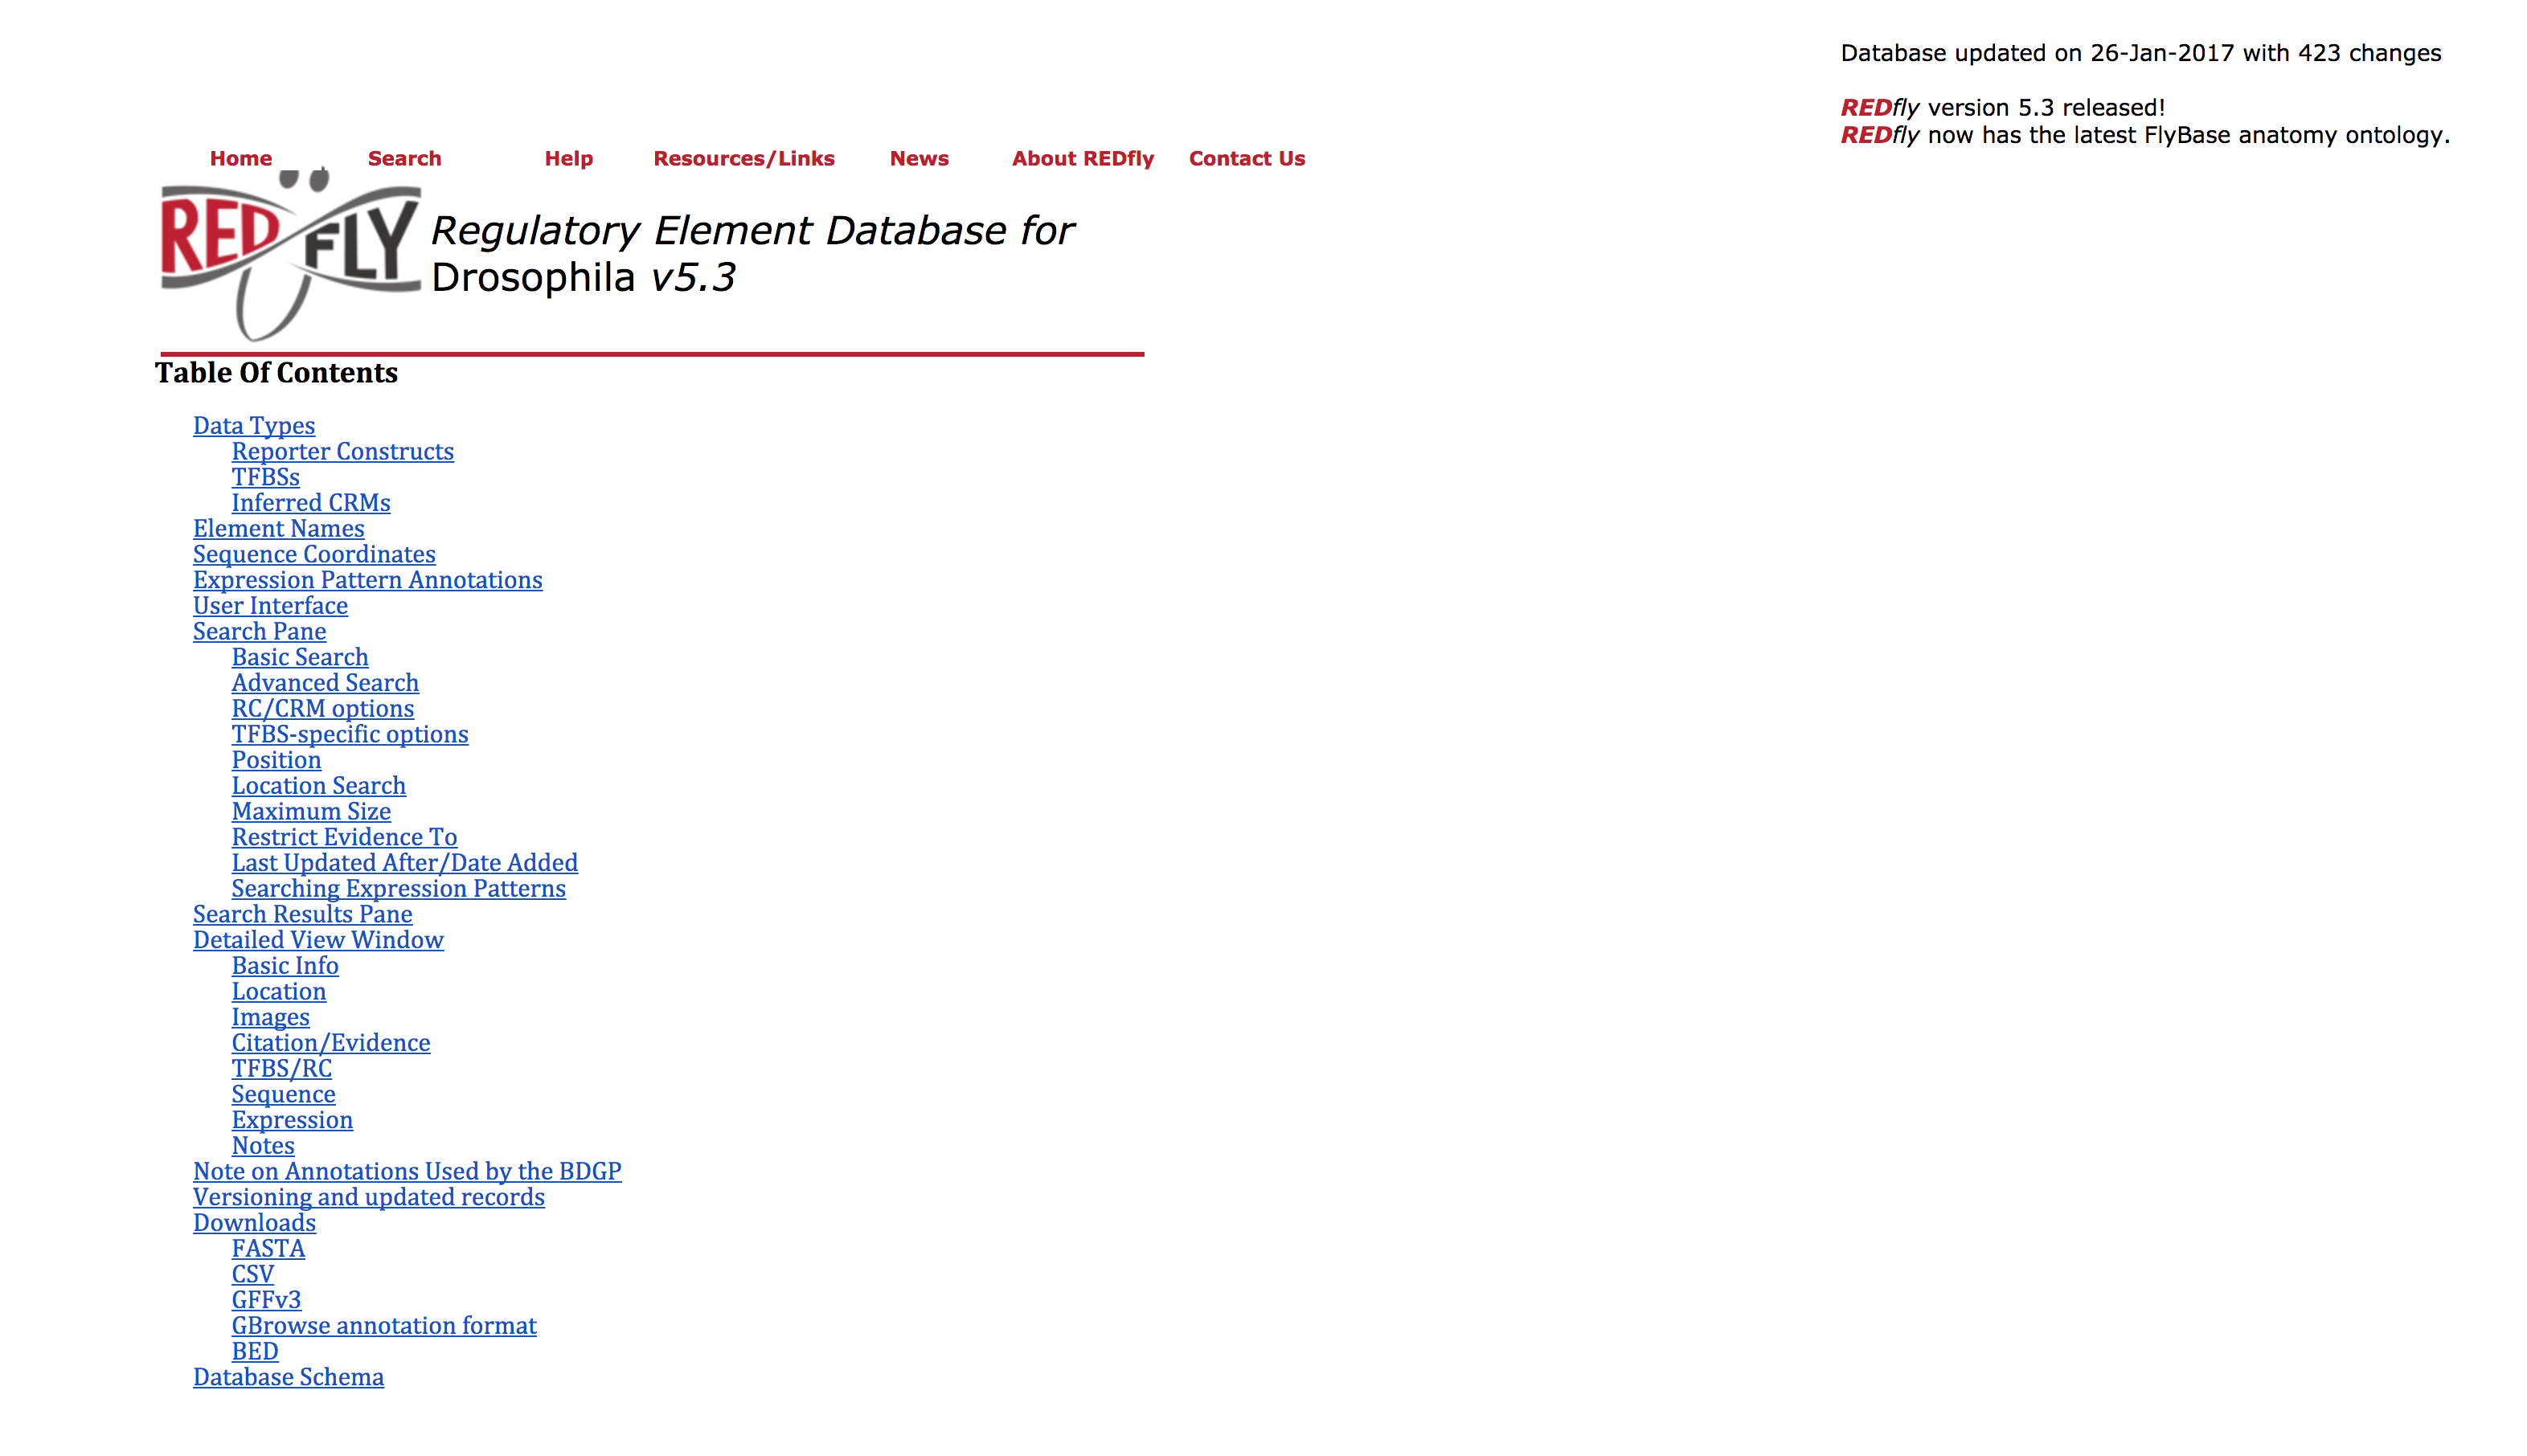 Database updated on 26-Jan-2017 with 423 changes
REDfly version 5.3 released!
REDfly now has the latest FlyBase anatomy ontology.
Home Search Help Resources/Links News About REDfly Contact Us
RED FLY
Regulatory Element Database for
Drosophila v5.3
Table Of Contents
Data Types
Reporter Constructs
TFBSs
Inferred CRMs
Element Names
Sequence Coordinates
Expression Pattern Annotations
User Interface
Search Pane
Basic Search
Advanced Search
RC/CRM options
TFBS-specific options
Position
Location Search
Maximum Size
Restrict Evidence To
Last Updated After/Date Added
Searching Expression Patterns
Search Results Pane
Detailed View Window
Basic Info
Location
Images
Citation/Evidence
TFBS/RC
Sequence
Expression
Notes
Note on Annotations Used by the BDGP
Versioning and updated records
Downloads
FASTA
CSV
GFFv3
GBrowse annotation format
BED
Database Schema